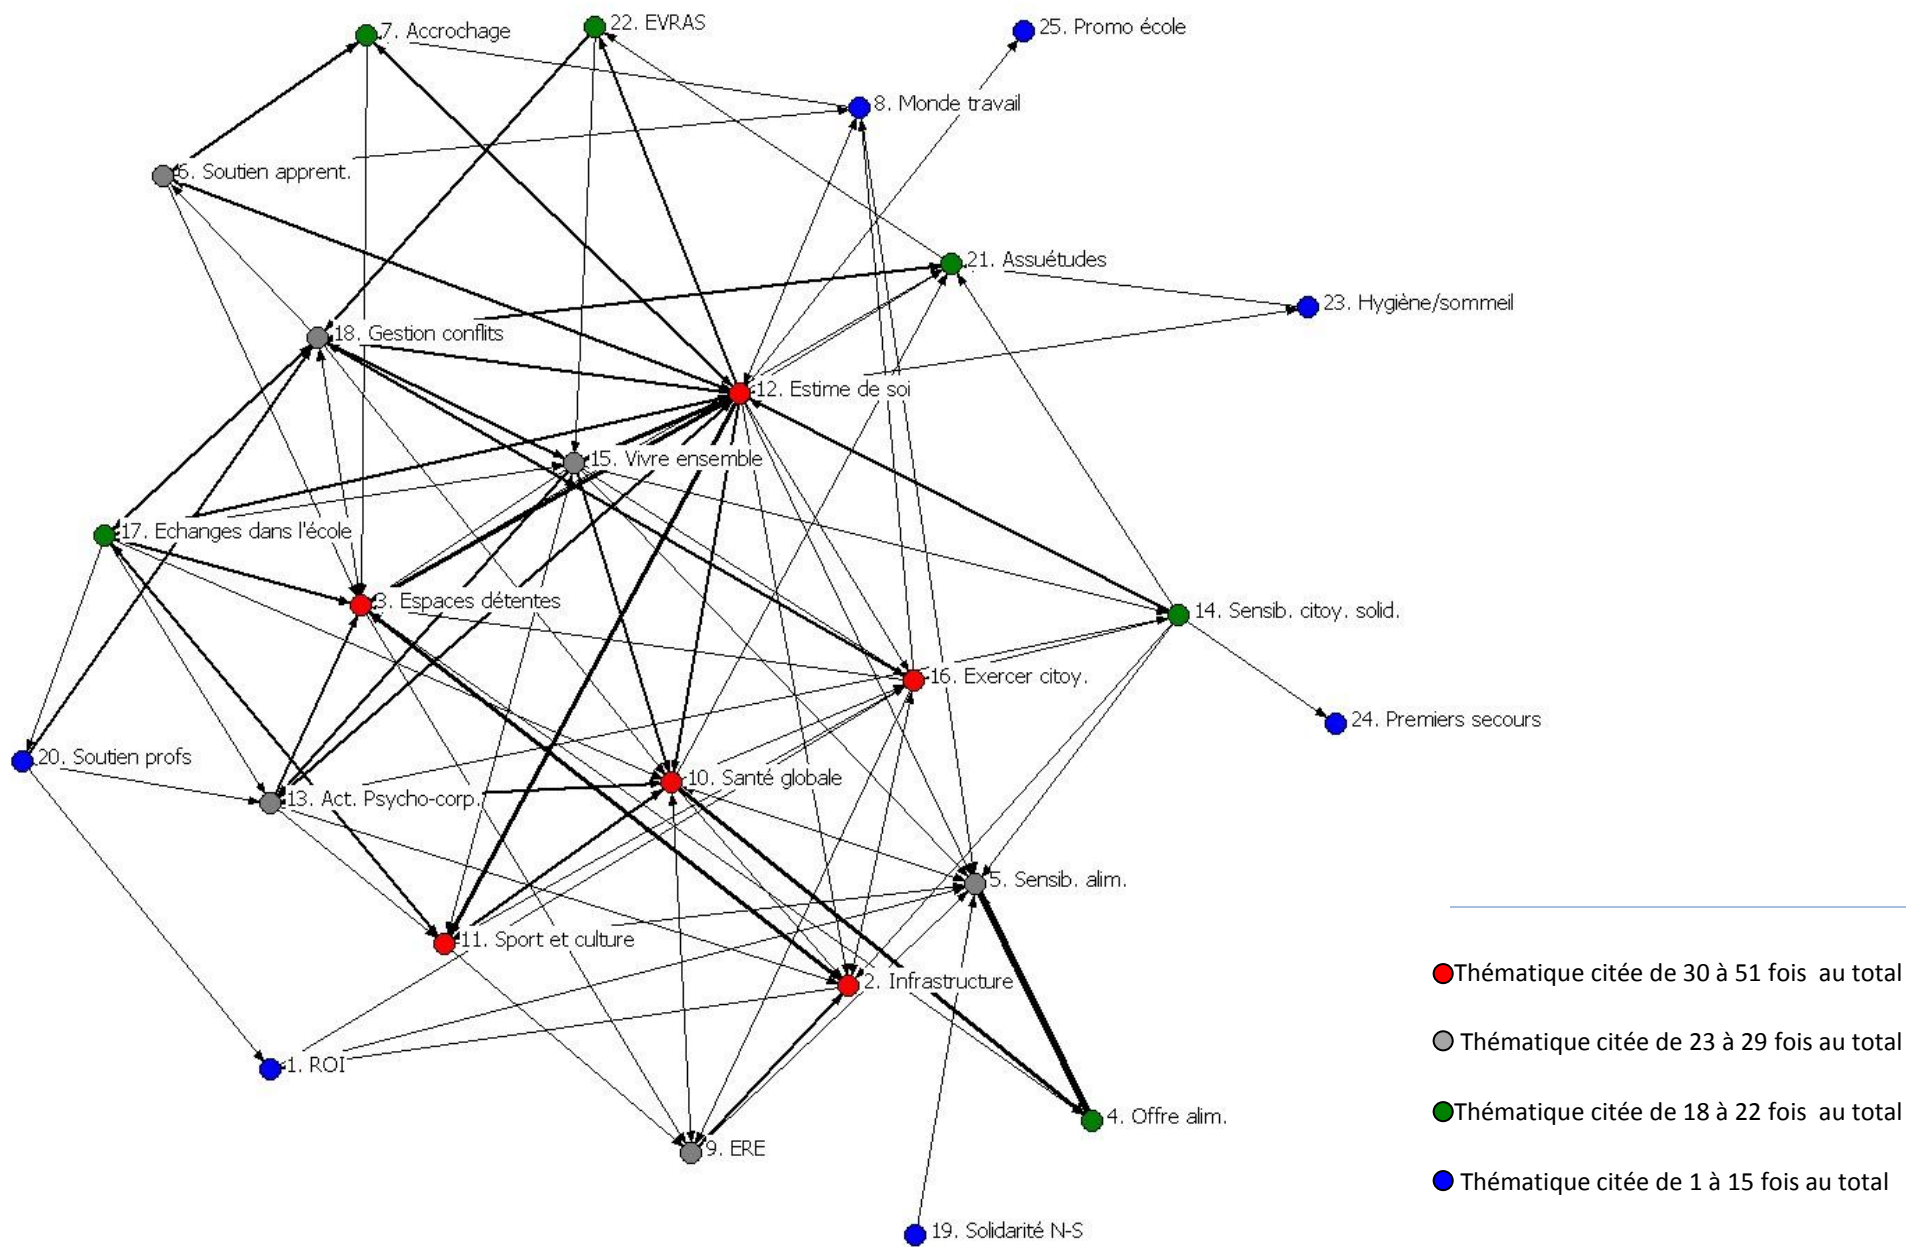 22. EVRAS
25. Promo école
7. Accrochage
8. Monde travail
6. Soutien apprent.
21. Assuétudes
23. Hygiène/sommeil
18. Gestion conflits
12. Estime de soi
15. Vivre ensemble
17. Echanges dans l'école
3. Espaces détentes
14. Sensib. citoy. solid.
16. Exercer citoy.
24. Premiers secours
20. Soutien profs
10. Santé globale
13. Act. Psycho-corp.
5. Sensib. alim.
11. Sport et culture
2. Infrastructure
1. ROI
4. Offre alim.
9. ERE
19. Solidarité N-S
Thématique citée de 30 à 51 fois au total
Thématique citée de 23 à 29 fois au total
Thématique citée de 18 à 22 fois au total
Thématique citée de 1 à 15 fois au total